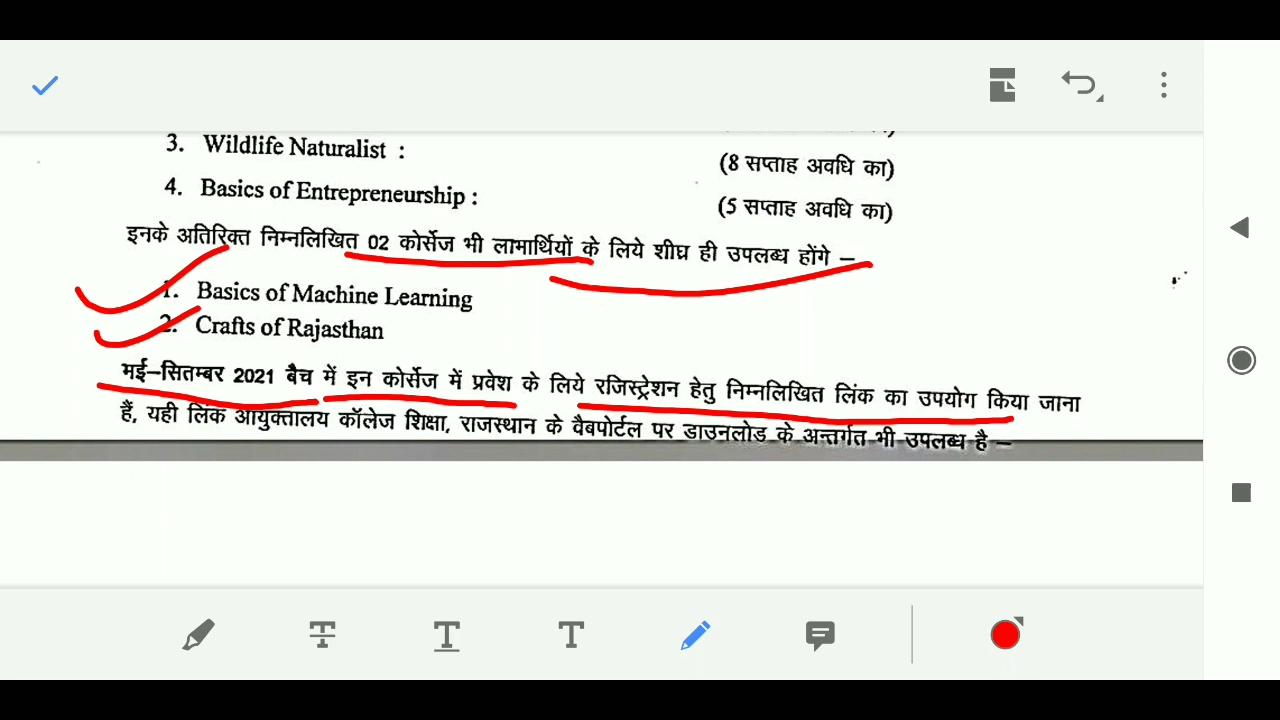 3. Wildlife Naturalist :
(8 सप्ताह अवधि का)
4. Basics of Entrepreneurship :
(5 सप्ताह अवधि का)
इनके अतिरिक्त निम्नलिखित 02 कोर्सेज भी लाभार्थियों के लिये शीघ्र ही उपलब्ध होंगे –
1. Basics of Machine Learning
2. Crafts of Rajasthan
मई–सितम्बर 2021 बैच में इन कोर्सेज में प्रवेश के लिये रजिस्ट्रेशन हेतु निम्नलिखित लिंक का उपयोग किया जाना
हैं, यही लिंक आयुक्तालय कॉलेज शिक्षा, राजस्थान के वैबपोर्टल पर डाउनलोड के अन्तर्गत भी उपलब्ध है –